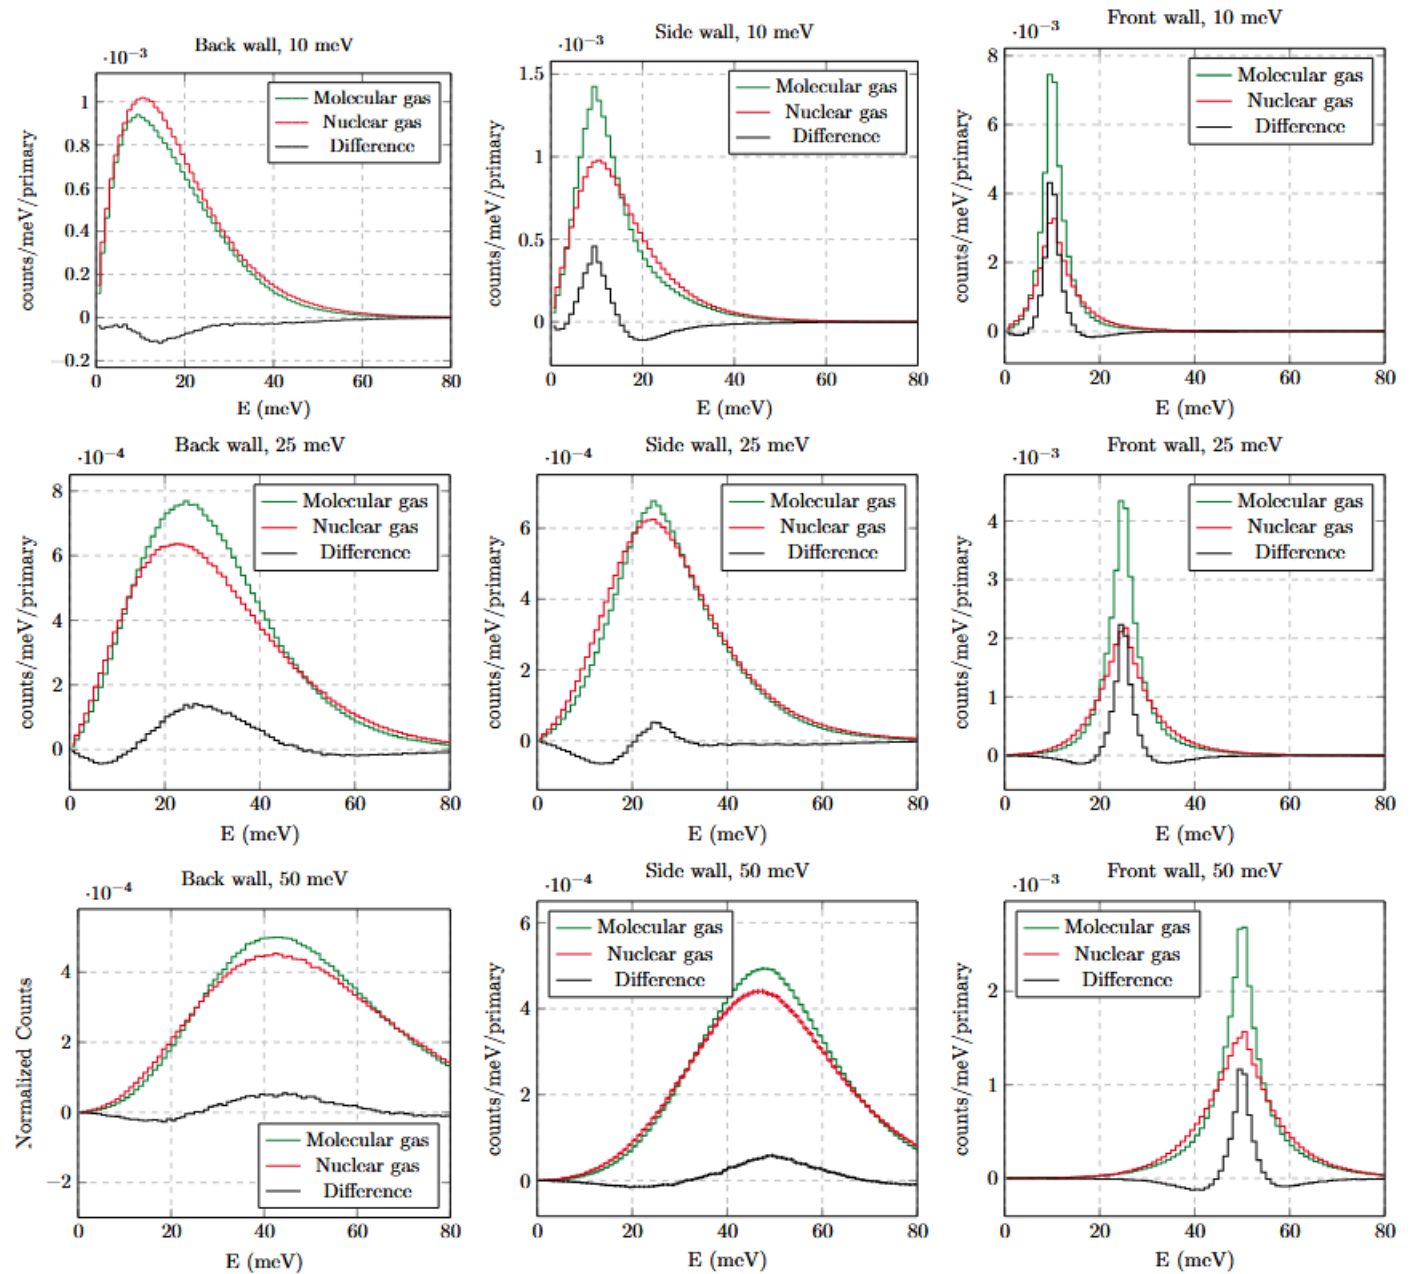 Back wall, 10 meV
·10⁻³
counts/meV/primary
1
0.8
0.6
0.4
0.2
0
−0.2
Molecular gas
Nuclear gas
Difference
0 20 40 60 80
E (meV)
Side wall, 10 meV
·10⁻³
counts/meV/primary
1.5
1
0.5
0
Molecular gas
Nuclear gas
Difference
0 20 40 60 80
E (meV)
Front wall, 10 meV
·10⁻³
counts/meV/primary
8
6
4
2
0
Molecular gas
Nuclear gas
Difference
0 20 40 60 80
E (meV)
Back wall, 25 meV
·10⁻⁴
counts/meV/primary
8
6
4
2
0
Molecular gas
Nuclear gas
Difference
0 20 40 60 80
E (meV)
Side wall, 25 meV
·10⁻⁴
counts/meV/primary
6
4
2
0
Molecular gas
Nuclear gas
Difference
0 20 40 60 80
E (meV)
Front wall, 25 meV
·10⁻³
counts/meV/primary
4
3
2
1
0
Molecular gas
Nuclear gas
Difference
0 20 40 60 80
E (meV)
Back wall, 50 meV
·10⁻⁴
Normalized Counts
4
2
0
−2
Molecular gas
Nuclear gas
Difference
0 20 40 60 80
E (meV)
Side wall, 50 meV
·10⁻⁴
counts/meV/primary
6
4
2
0
Molecular gas
Nuclear gas
Difference
0 20 40 60 80
E (meV)
Front wall, 50 meV
·10⁻³
counts/meV/primary
2
1
0
Molecular gas
Nuclear gas
Difference
0 20 40 60 80
E (meV)